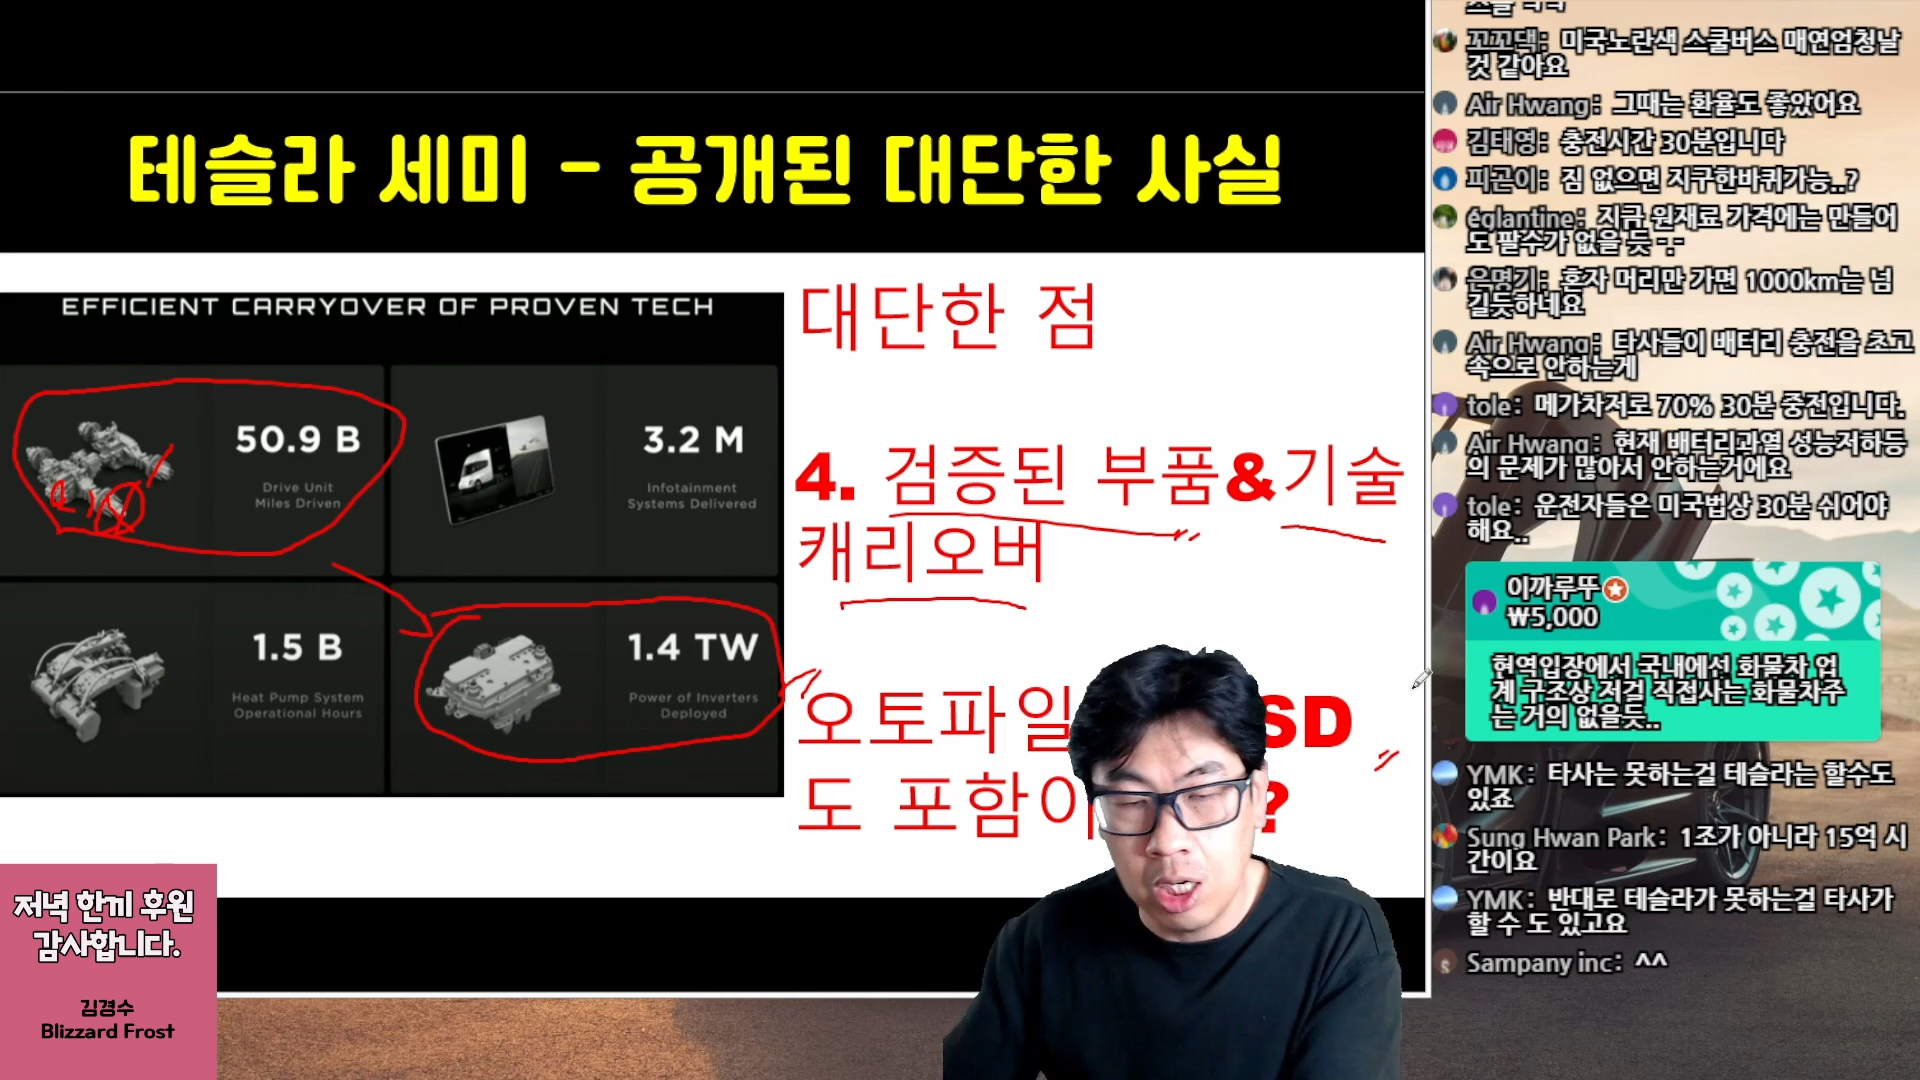 테슬라 세미 - 공개된 대단한 사실
EFFICIENT CARRYOVER OF PROVEN TECH
50.9 B
Drive Unit
Miles Driven
3.2 M
Infotainment
Systems Delivered
1.5 B
Heat Pump System
Operational Hours
1.4 TW
Power of Inverters
Deployed
대단한 점
4. 검증된 부품&기술
캐리오버
오토파일 SD
도 포함이 ?
저녁 한끼 후원
감사합니다.
김경수
Blizzard Frost
꼬꼬댁: 미국노란색 스쿨버스 매연엄청날
것 같아요
Air Hwang: 그때는 환율도 좋았어요
김태영: 충전시간 30분입니다
피곤이: 짐 없으면 지구한바퀴가능..?
églantine: 지금 원재료 가격에는 만들어
도 팔수가 없을 듯 -.-
은명기: 혼자 머리만 가면 1000km는 넘
길듯하네요
Air Hwang: 타사들이 배터리 충전을 초고
속으로 안하는게
tole: 메가차저로 70% 30분 충전입니다.
Air Hwang: 현재 배터리과열 성능저하등
의 문제가 많아서 안하는거에요
tole: 운전자들은 미국법상 30분 쉬어야
해요..
이까루뚜
₩5,000
현역입장에서 국내에선 화물차 업
계 구조상 저걸 직접사는 화물차주
는 거의 없을듯..
YMK: 타사는 못하는걸 테슬라는 할수도
있죠
Sung Hwan Park: 1조가 아니라 15억 시
간이요
YMK: 반대로 테슬라가 못하는걸 타사가
할 수 도 있고요
Sampany inc: ^^